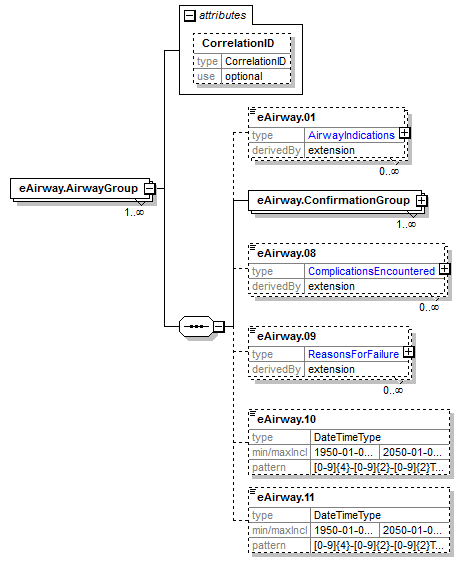 attributes
CorrelationID
type CorrelationID
use optional
eAirway.AirwayGroup
1..∞
eAirway.01
type AirwayIndications
derivedBy extension
0..∞
eAirway.ConfirmationGroup
1..∞
eAirway.08
type ComplicationsEncountered
derivedBy extension
0..∞
eAirway.09
type ReasonsForFailure
derivedBy extension
0..∞
eAirway.10
type DateTimeType
min/maxIncl 1950-01-0... 2050-01-0...
pattern [0-9]{4}-[0-9]{2}-[0-9]{2}T...
eAirway.11
type DateTimeType
min/maxIncl 1950-01-0... 2050-01-0...
pattern [0-9]{4}-[0-9]{2}-[0-9]{2}T...